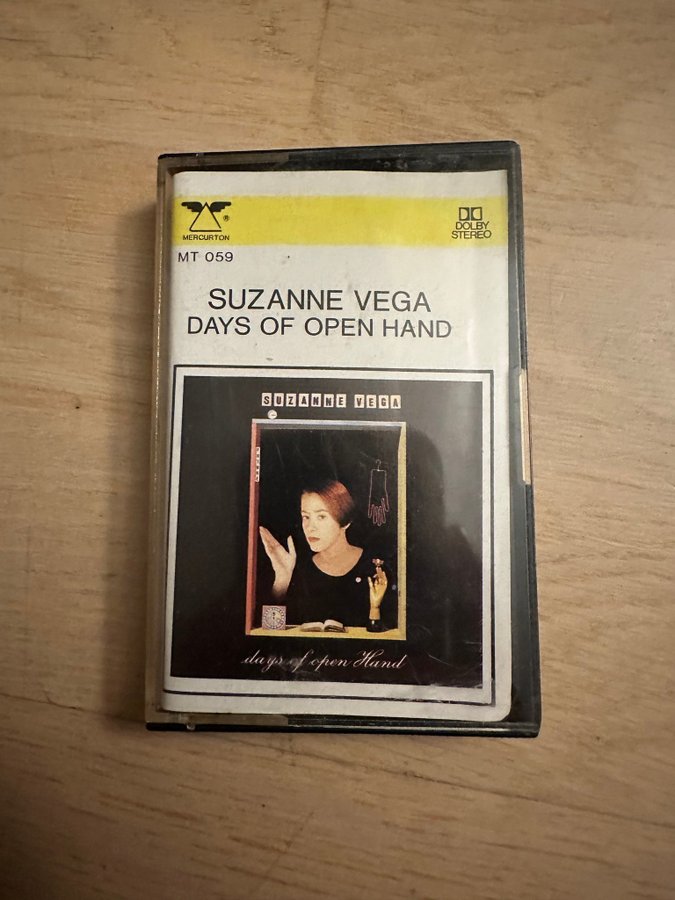 ®
MERCURTON
DOLBY
STEREO
MT 059
SUZANNE VEGA
DAYS OF OPEN HAND
SUZANNE VEGA
days of open Hand